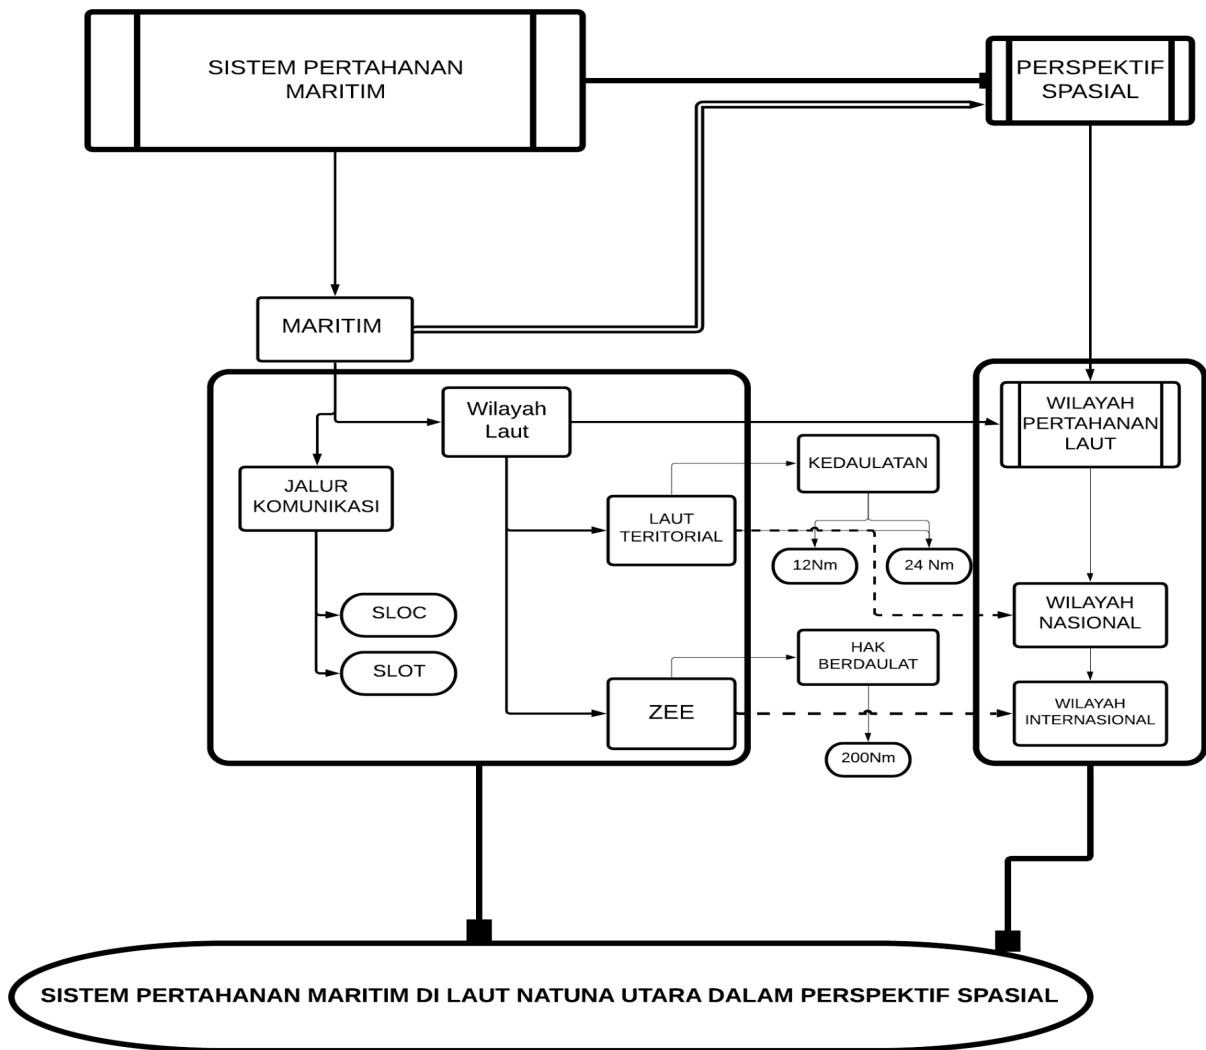 SISTEM PERTAHANAN
MARITIM
PERSPEKTIF
SPASIAL
MARITIM
Wilayah
Laut
JALUR
KOMUNIKASI
SLOC
SLOT
LAUT
TERITORIAL
ZEE
KEDAULATAN
12Nm
24 Nm
HAK
BERDAULAT
200Nm
WILAYAH
PERTAHANAN
LAUT
WILAYAH
NASIONAL
WILAYAH
INTERNASIONAL
SISTEM PERTAHANAN MARITIM DI LAUT NATUNA UTARA DALAM PERSPEKTIF SPASIAL